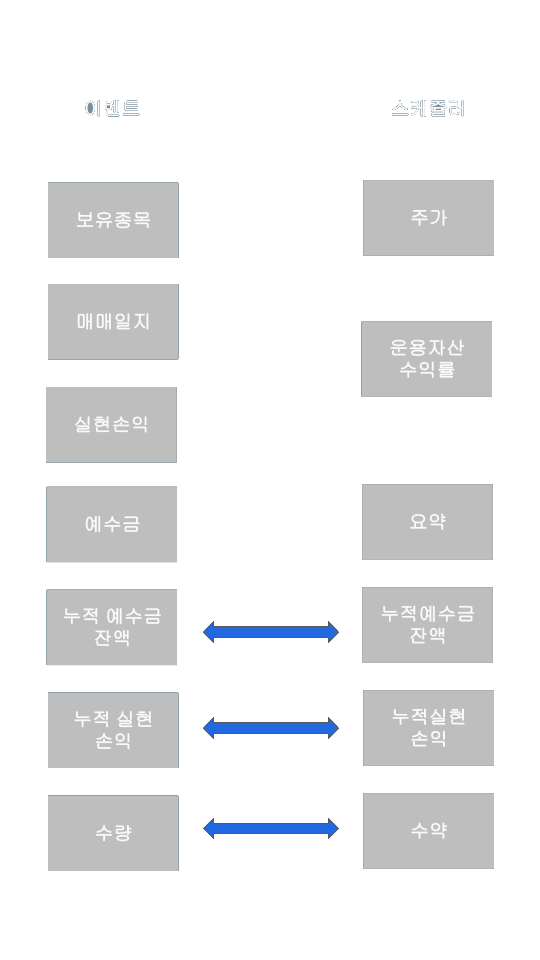 이벤트
스케줄러
보유종목
주가
매매일지
운용자산
수익률
실현손익
예수금
요약
누적 예수금
잔액
누적예수금
잔액
누적 실현
손익
누적실현
손익
수량
수약